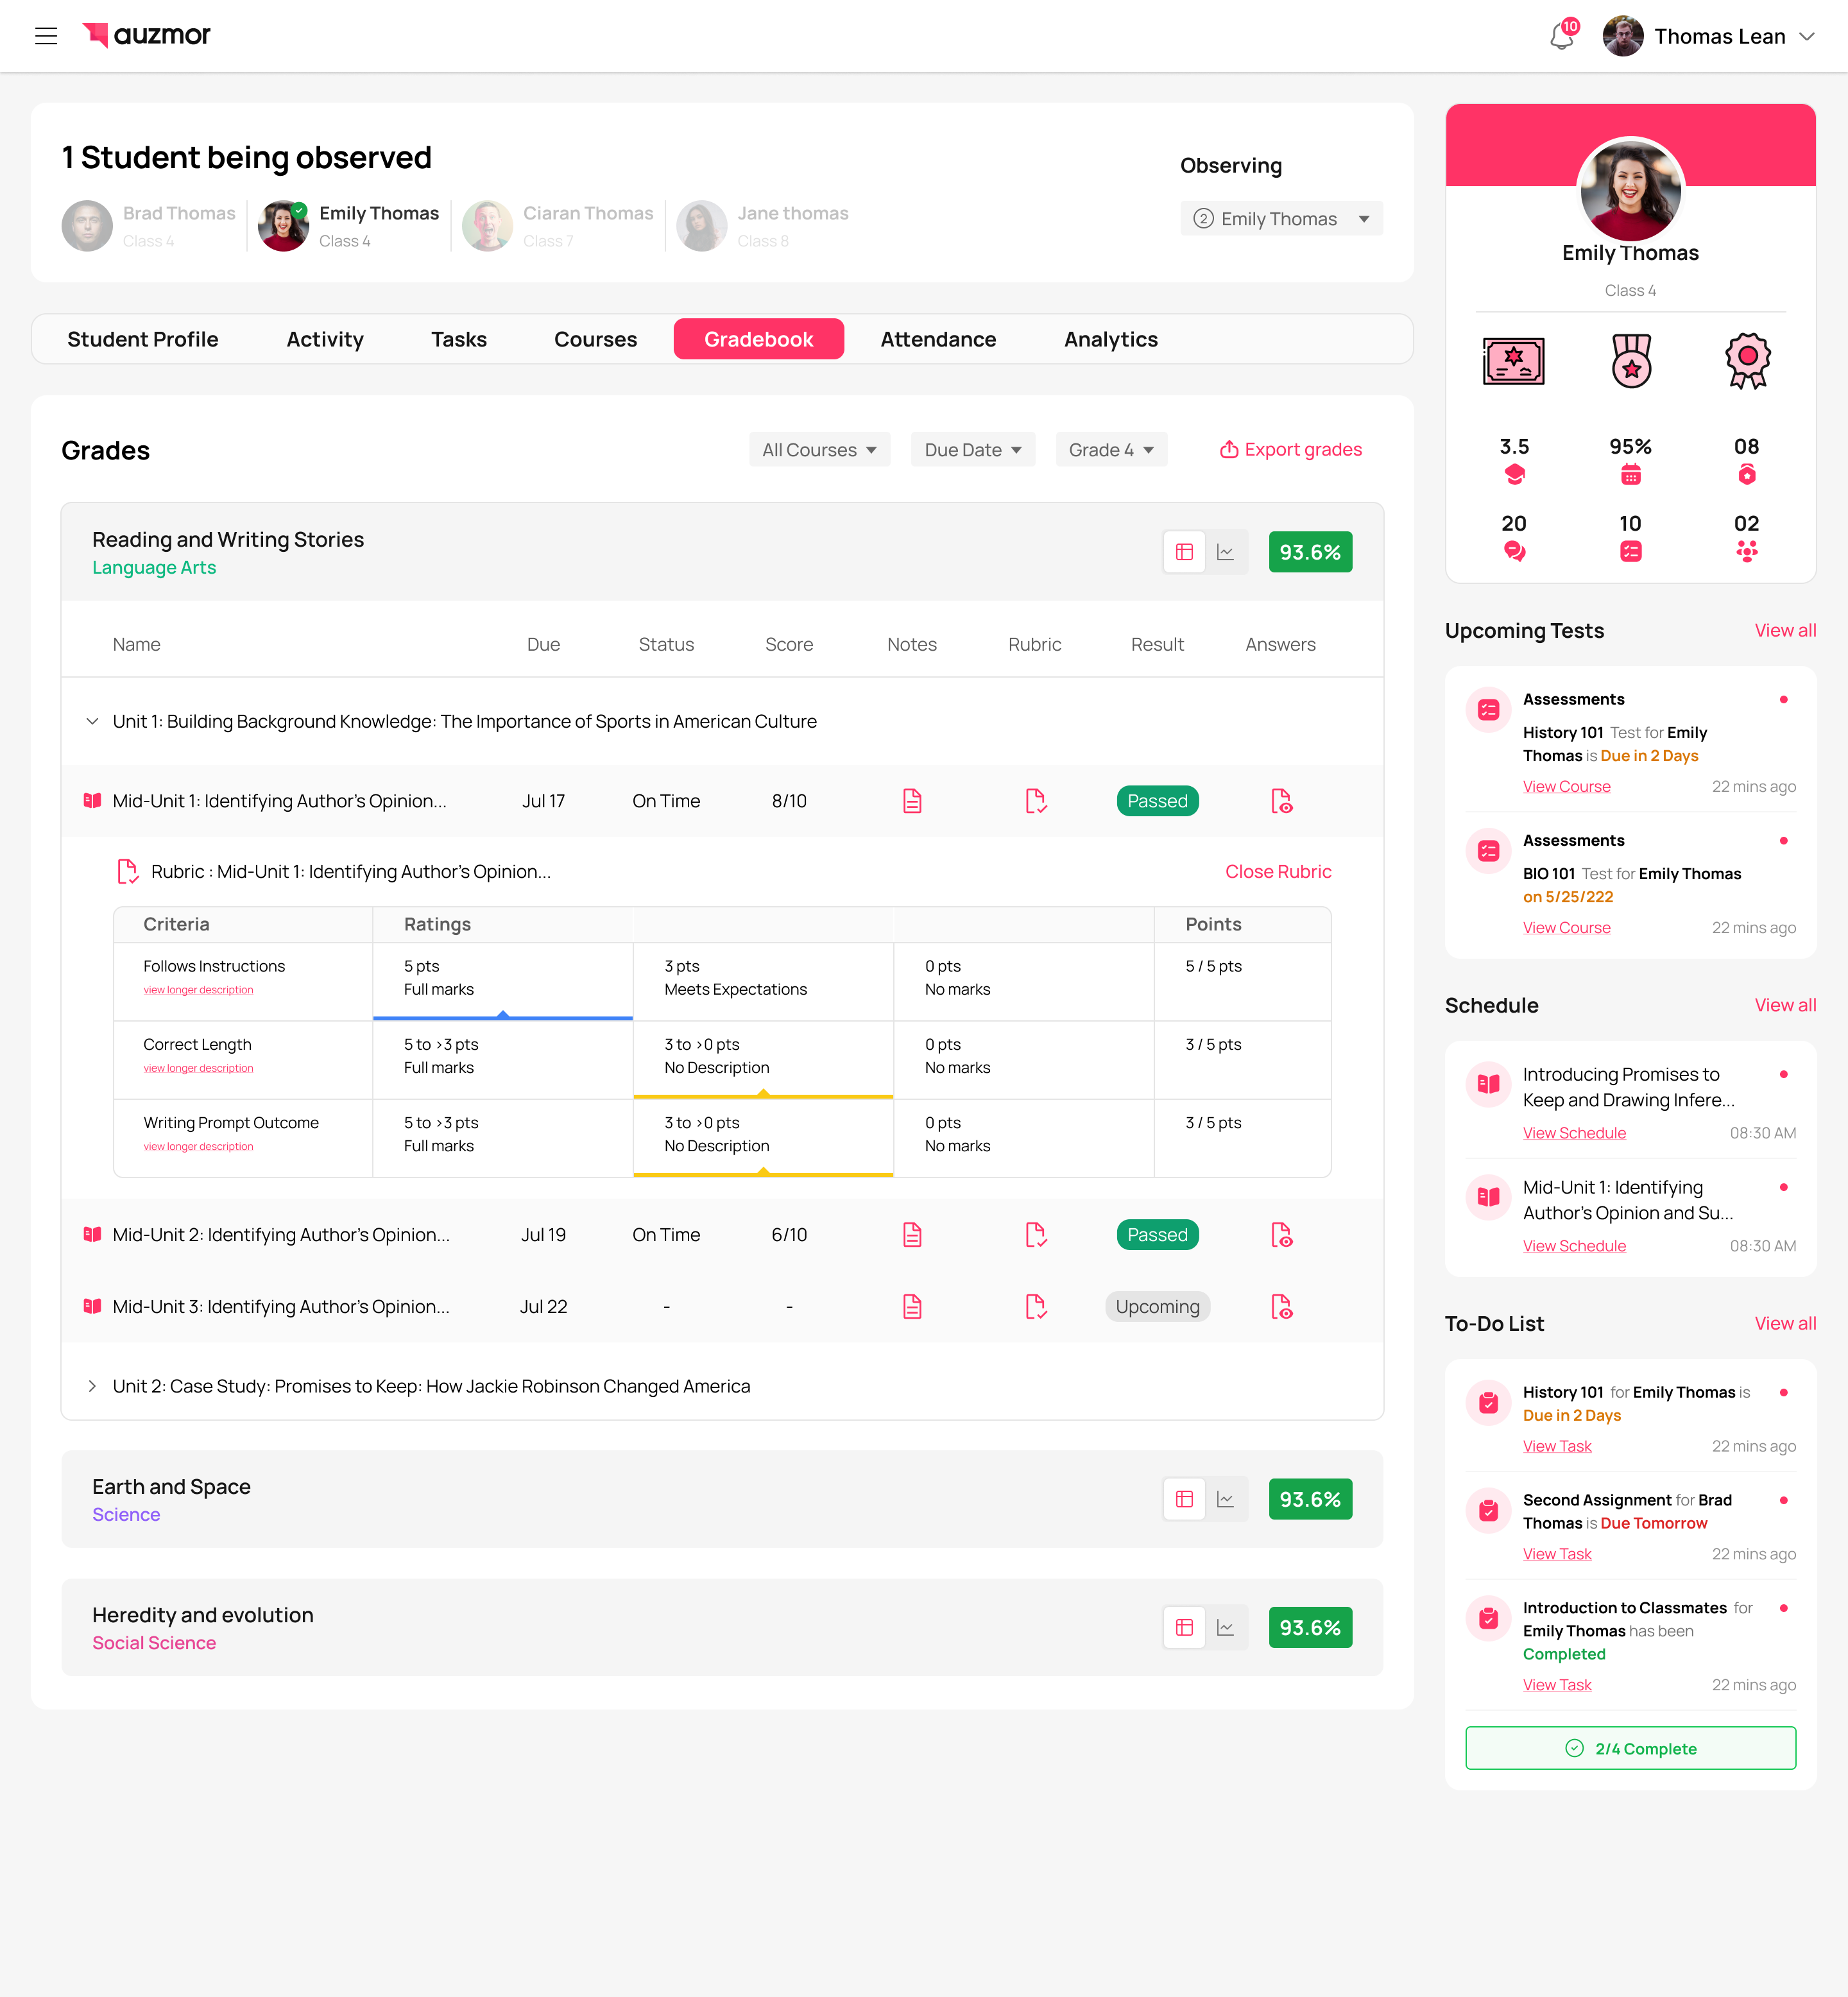 auzmor
10
Thomas Lean
1 Student being observed
Brad Thomas
Class 4
Emily Thomas
Class 4
Ciaran Thomas
Class 7
Jane thomas
Class 8
Observing
2 Emily Thomas
Student Profile Activity Tasks Courses Gradebook Attendance Analytics
Grades
All Courses Due Date Grade 4 Export grades
Reading and Writing Stories
Language Arts
93.6%
Name Due Status Score Notes Rubric Result Answers
Unit 1: Building Background Knowledge: The Importance of Sports in American Culture
Mid-Unit 1: Identifying Author's Opinion... Jul 17 On Time 8/10 Passed
Rubric : Mid-Unit 1: Identifying Author's Opinion... Close Rubric
Criteria Ratings Points
Follows Instructions 5 pts 3 pts 0 pts 5 / 5 pts
view longer description Full marks Meets Expectations No marks
Correct Length 5 to >3 pts 3 to >0 pts 0 pts 3 / 5 pts
view longer description Full marks No Description No marks
Writing Prompt Outcome 5 to >3 pts 3 to >0 pts 0 pts 3 / 5 pts
view longer description Full marks No Description No marks
Mid-Unit 2: Identifying Author's Opinion... Jul 19 On Time 6/10 Passed
Mid-Unit 3: Identifying Author's Opinion... Jul 22 - - Upcoming
Unit 2: Case Study: Promises to Keep: How Jackie Robinson Changed America
Earth and Space
Science
93.6%
Heredity and evolution
Social Science
93.6%
Emily Thomas
Class 4
3.5 95% 08
20 10 02
Upcoming Tests View all
Assessments
History 101 Test for Emily
Thomas is Due in 2 Days
View Course 22 mins ago
Assessments
BIO 101 Test for Emily Thomas
on 5/25/222
View Course 22 mins ago
Schedule View all
Introducing Promises to
Keep and Drawing Infere...
View Schedule 08:30 AM
Mid-Unit 1: Identifying
Author's Opinion and Su...
View Schedule 08:30 AM
To-Do List View all
History 101 for Emily Thomas is
Due in 2 Days
View Task 22 mins ago
Second Assignment for Brad
Thomas is Due Tomorrow
View Task 22 mins ago
Introduction to Classmates for
Emily Thomas has been
Completed
View Task 22 mins ago
2/4 Complete